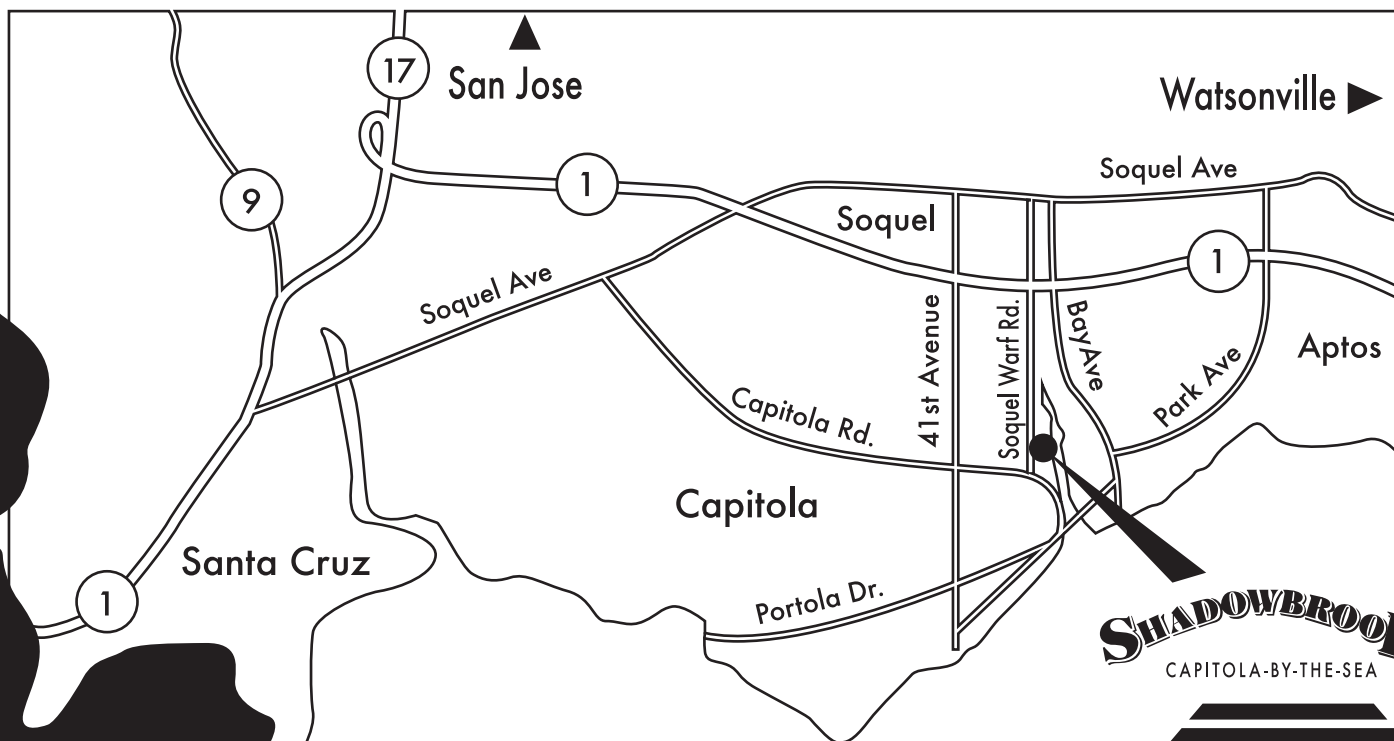 17
San Jose
Watsonville
Soquel Ave
1
9
Soquel
1
Soquel Ave
41st Avenue
Soquel Warf Rd.
Bay Ave
Park Ave
Aptos
Capitola Rd.
Capitola
Santa Cruz
1
Portola Dr.
SHADOWBROOK
CAPITOLA-BY-THE-SEA